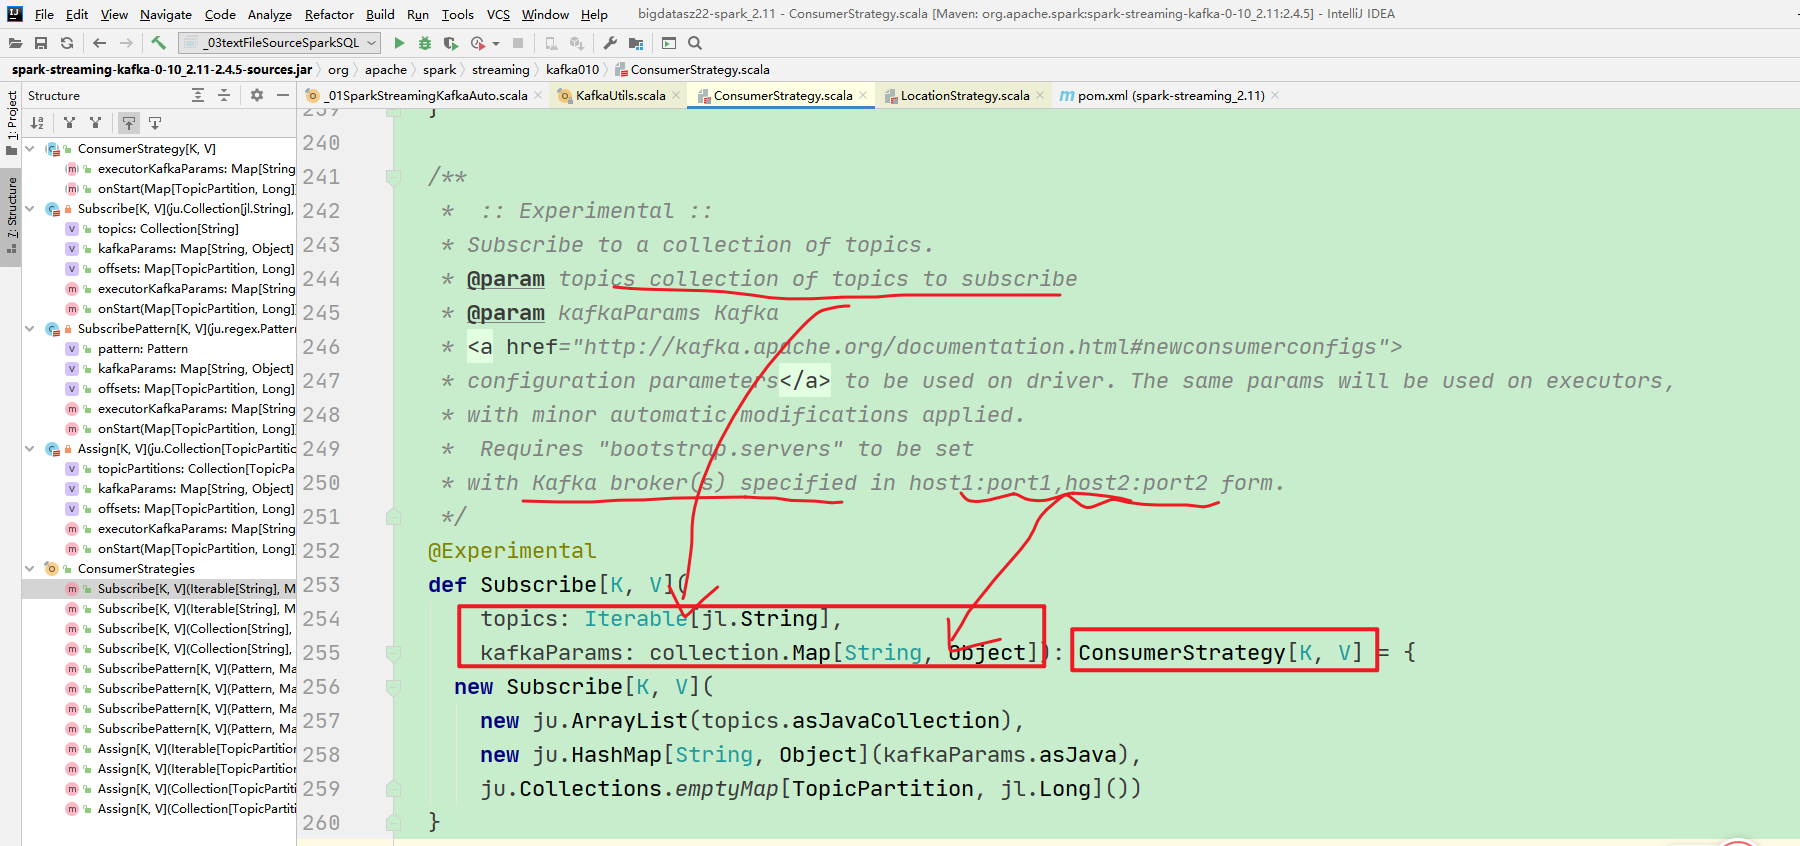 File Edit View Navigate Code Analyze Refactor Build Run Tools VCS Window Help bigdatasz22-spark_2.11 - ConsumerStrategy.scala [Maven: org.apache.spark:spark-streaming-kafka-0-10_2.11:2.4.5] - IntelliJ IDEA
_03textFileSourceSparkSQL
spark-streaming-kafka-0-10_2.11-2.4.5-sources.jar org apache spark streaming kafka010 ConsumerStrategy.scala
Structure
_01SparkStreamingKafkaAuto.scala KafkaUtils.scala ConsumerStrategy.scala LocationStrategy.scala pom.xml (spark-streaming_2.11)
1: Project
7: Structure
ConsumerStrategy[K, V]
executorKafkaParams: Map[String
onStart(Map[TopicPartition, Long]
Subscribe[K, V](ju.Collection[jl.String],
topics: Collection[String]
kafkaParams: Map[String, Object]
offsets: Map[TopicPartition, Long]
executorKafkaParams: Map[String
onStart(Map[TopicPartition, Long]
SubscribePattern[K, V](ju.regex.Pattern
pattern: Pattern
kafkaParams: Map[String, Object]
offsets: Map[TopicPartition, Long]
executorKafkaParams: Map[String
onStart(Map[TopicPartition, Long]
Assign[K, V](ju.Collection[TopicPartitic
topicPartitions: Collection[TopicPa
kafkaParams: Map[String, Object]
offsets: Map[TopicPartition, Long]
executorKafkaParams: Map[String
onStart(Map[TopicPartition, Long]
ConsumerStrategies
Subscribe[K, V](Iterable[String], M
Subscribe[K, V](Iterable[String], M
Subscribe[K, V](Collection[String],
Subscribe[K, V](Collection[String],
SubscribePattern[K, V](Pattern, Ma
SubscribePattern[K, V](Pattern, Ma
SubscribePattern[K, V](Pattern, Ma
SubscribePattern[K, V](Pattern, Ma
Assign[K, V](Iterable[TopicPartition
Assign[K, V](Iterable[TopicPartition
Assign[K, V](Collection[TopicPartiti
Assign[K, V](Collection[TopicPartiti
239 }
240
241 /**
242 * :: Experimental ::
243 * Subscribe to a collection of topics.
244 * @param topics collection of topics to subscribe
245 * @param kafkaParams Kafka
246 * <a href="http://kafka.apache.org/documentation.html#newconsumerconfigs">
247 * configuration parameters</a> to be used on driver. The same params will be used on executors,
248 * with minor automatic modifications applied.
249 * Requires "bootstrap.servers" to be set
250 * with Kafka broker(s) specified in host1:port1,host2:port2 form.
251 */
252 @Experimental
253 def Subscribe[K, V](
254 topics: Iterable[jl.String],
255 kafkaParams: collection.Map[String, Object]): ConsumerStrategy[K, V] = {
256 new Subscribe[K, V](
257 new ju.ArrayList(topics.asJavaCollection),
258 new ju.HashMap[String, Object](kafkaParams.asJava),
259 ju.Collections.emptyMap[TopicPartition, jl.Long]())
260 }